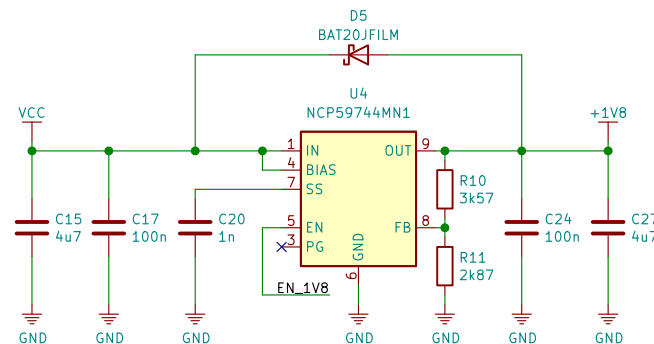 D5
BAT20JFILM
U4
NCP59744MN1
VCC
+1V8
1 IN OUT 9
4 BIAS
7 SS
5 EN FB 8
3 PG
GND
6
R10
3k57
R11
2k87
C15
4u7
C17
100n
C20
1n
C24
100n
C27
4u7
EN_1V8
GND GND GND GND GND GND GND